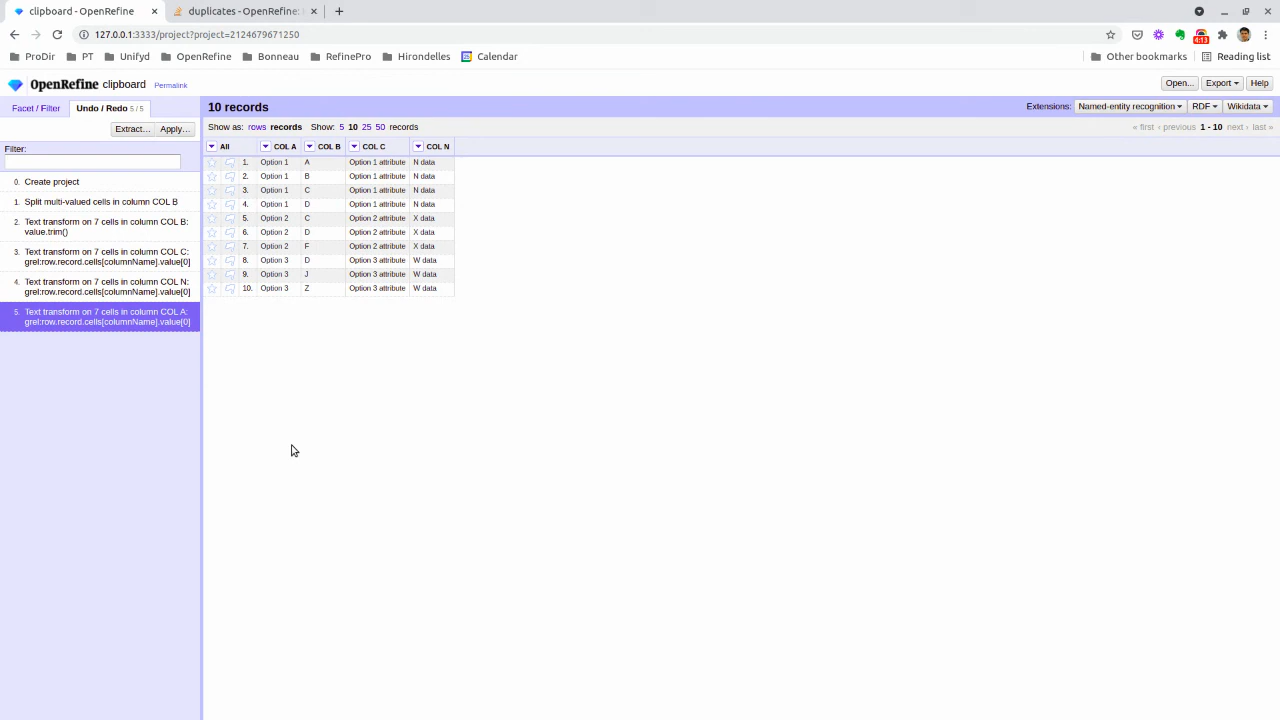 clipboard - OpenRefine
duplicates - OpenRefine:
127.0.0.1:3333/project?project=2124679671250
4:13
ProDir PT Unifyd OpenRefine Bonneau RefinePro Hirondelles Calendar Other bookmarks Reading list
OpenRefine clipboard Permalink Open... Export Help
Facet / Filter Undo / Redo 5 / 5
10 records
Extensions: Named-entity recognition RDF Wikidata
Extract... Apply...
Show as: rows records Show: 5 10 25 50 records
« first ‹ previous 1 - 10 next › last »
Filter:
0. Create project
1. Split multi-valued cells in column COL B
2. Text transform on 7 cells in column COL B:
value.trim()
3. Text transform on 7 cells in column COL C:
grel:row.record.cells[columnName].value[0]
4. Text transform on 7 cells in column COL N:
grel:row.record.cells[columnName].value[0]
5. Text transform on 7 cells in column COL A:
grel:row.record.cells[columnName].value[0]
All COL A COL B COL C COL N
1. Option 1 A Option 1 attribute N data
2. Option 1 B Option 1 attribute N data
3. Option 1 C Option 1 attribute N data
4. Option 1 D Option 1 attribute N data
5. Option 2 C Option 2 attribute X data
6. Option 2 D Option 2 attribute X data
7. Option 2 F Option 2 attribute X data
8. Option 3 D Option 3 attribute W data
9. Option 3 J Option 3 attribute W data
10. Option 3 Z Option 3 attribute W data